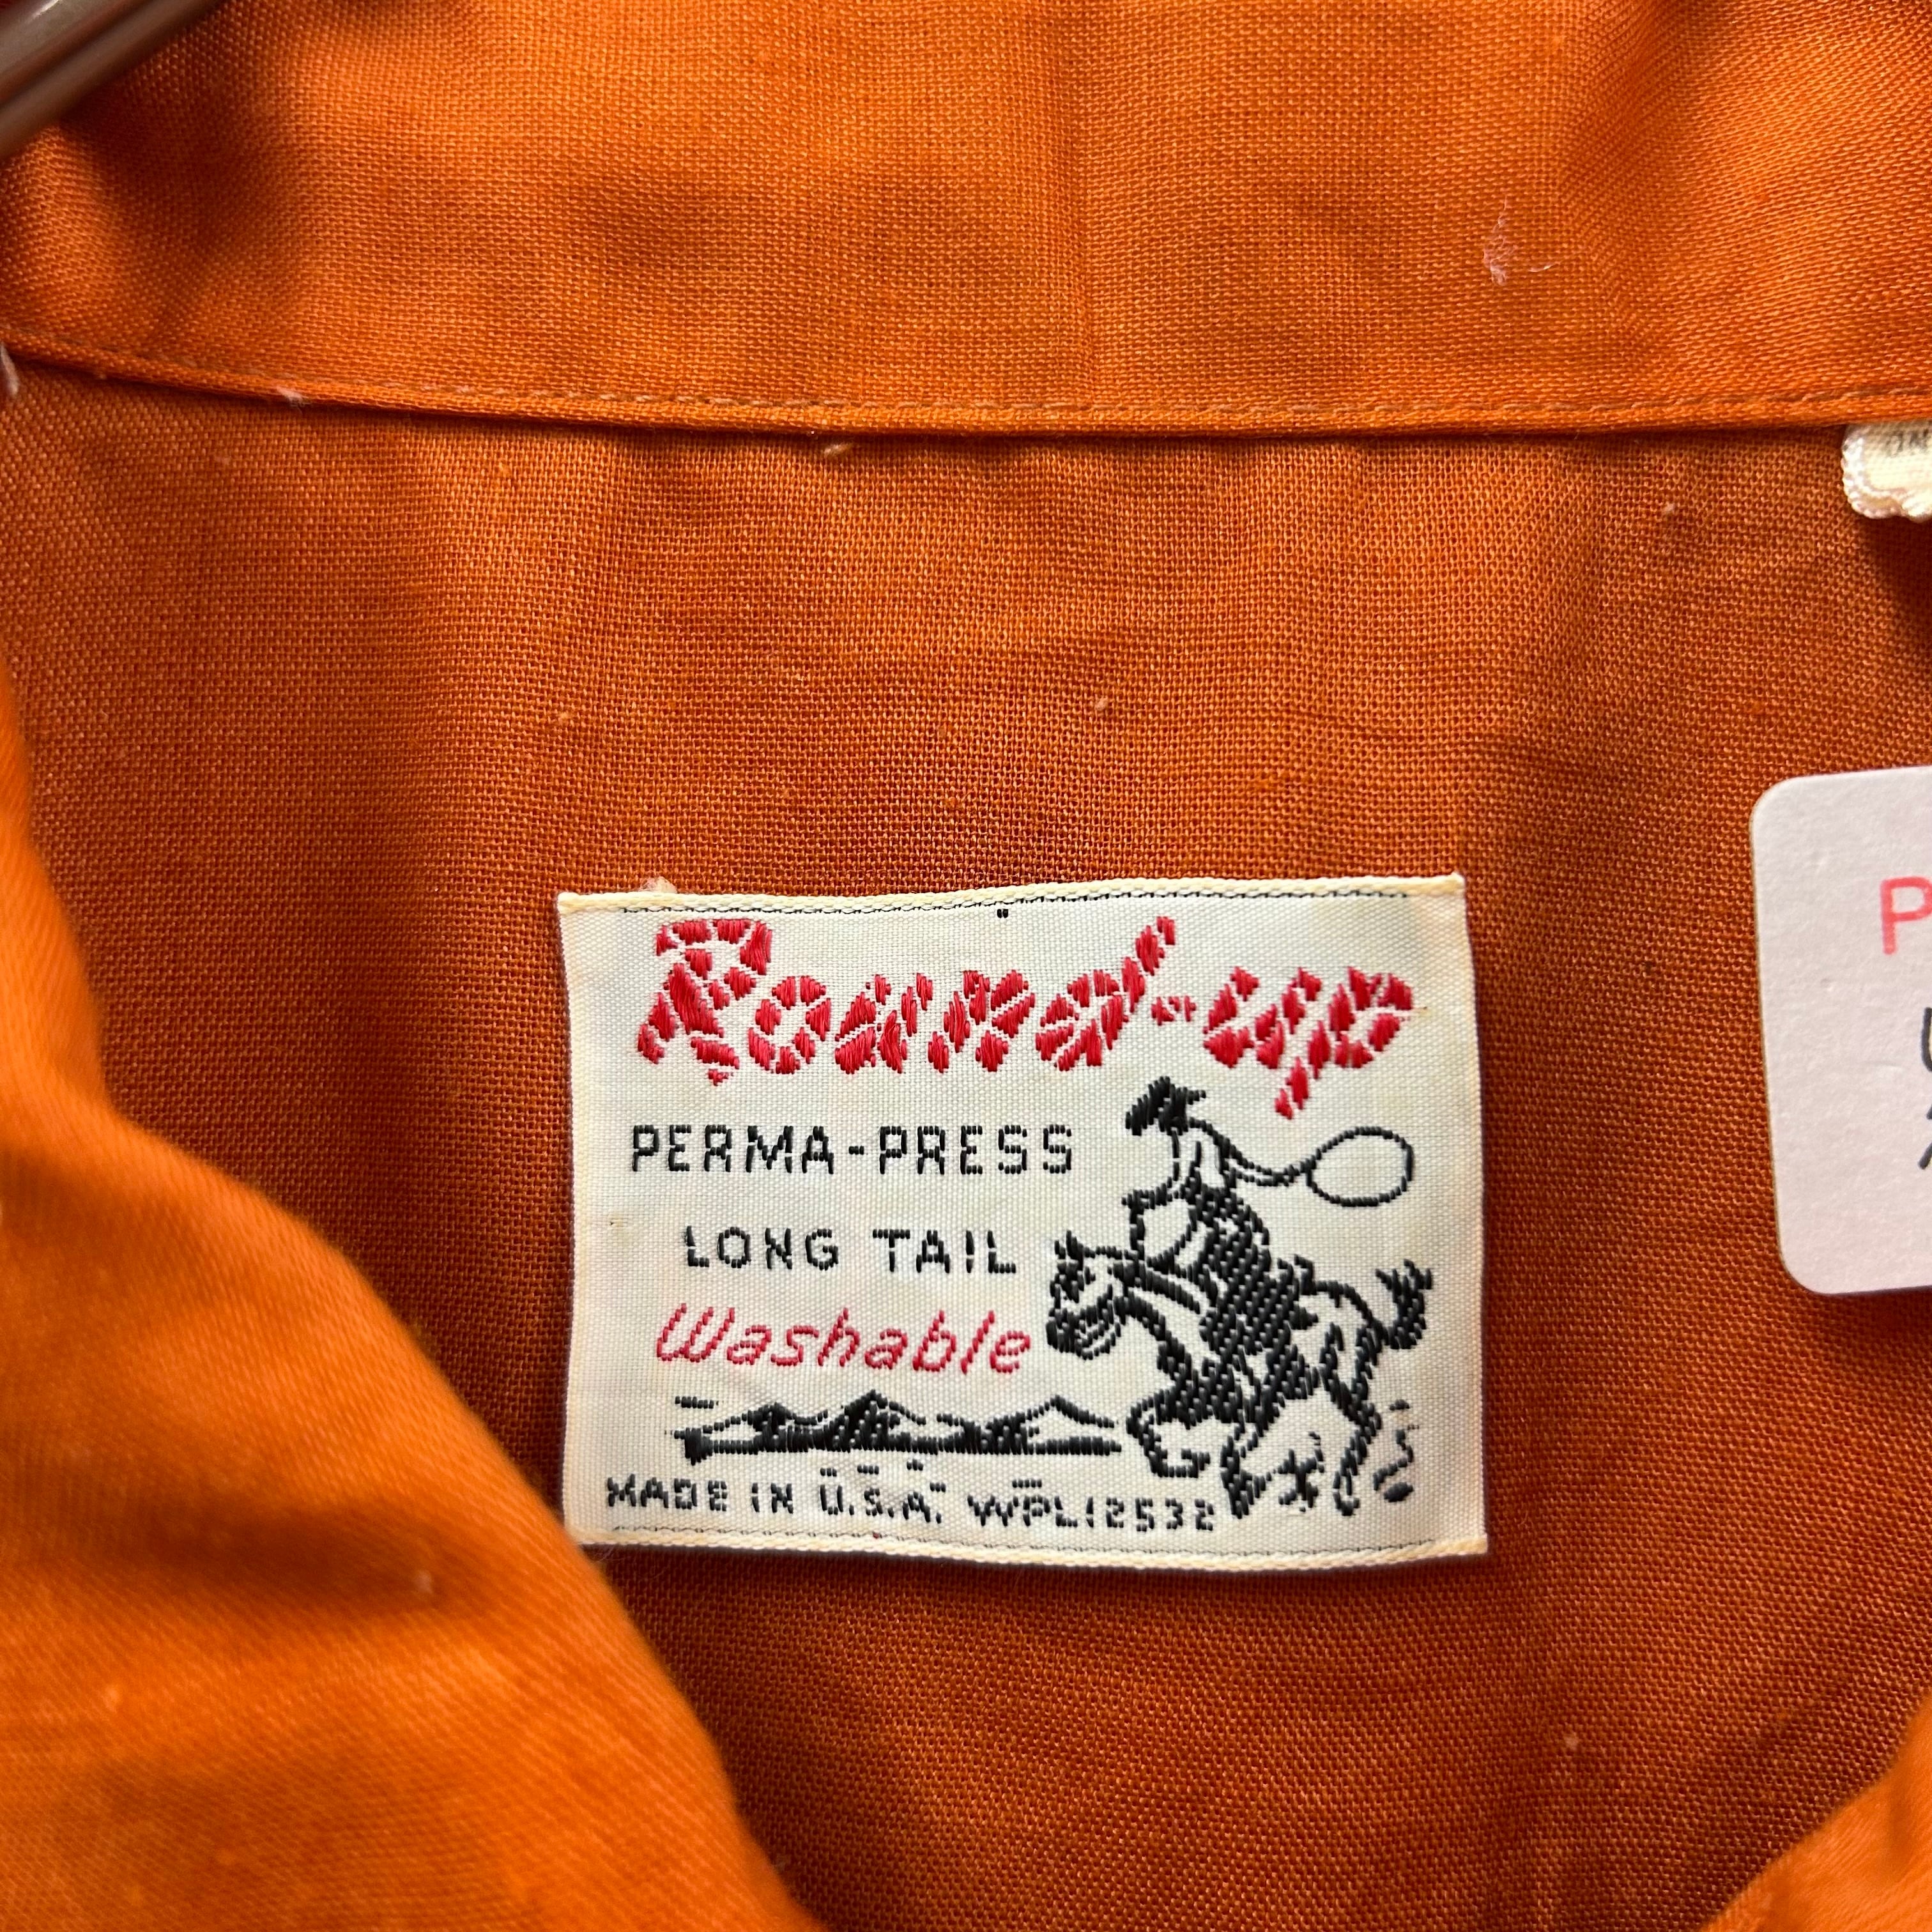 Round-up
PERMA-PRESS
LONG TAIL
Washable
MADE IN U.S.A. WPL12532
P